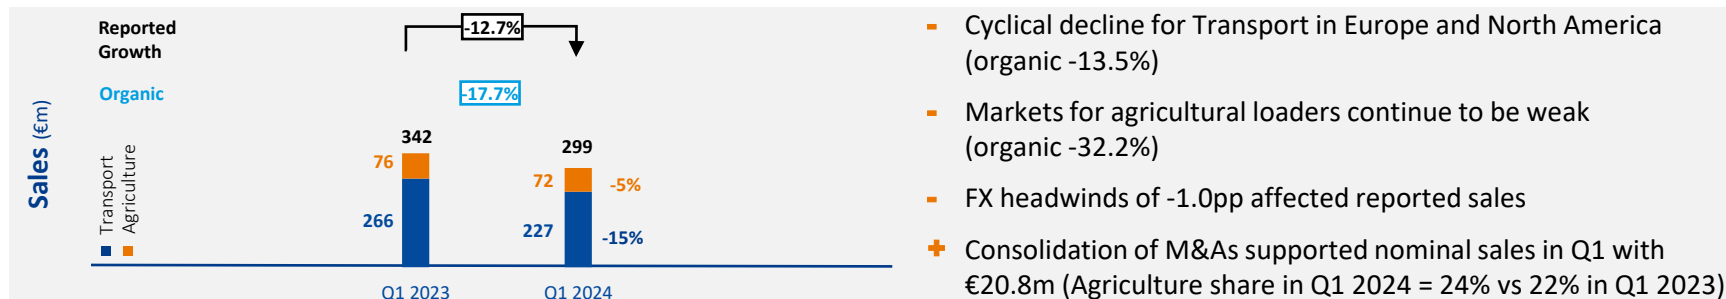 Reported
Growth
-12.7%
Organic
-17.7%
Sales (€m)
Transport
Agriculture
342
76
266
299
72
-5%
227
-15%
Q1 2023
Q1 2024
- Cyclical decline for Transport in Europe and North America
(organic -13.5%)
- Markets for agricultural loaders continue to be weak
(organic -32.2%)
- FX headwinds of -1.0pp affected reported sales
+ Consolidation of M&As supported nominal sales in Q1 with
€20.8m (Agriculture share in Q1 2024 = 24% vs 22% in Q1 2023)